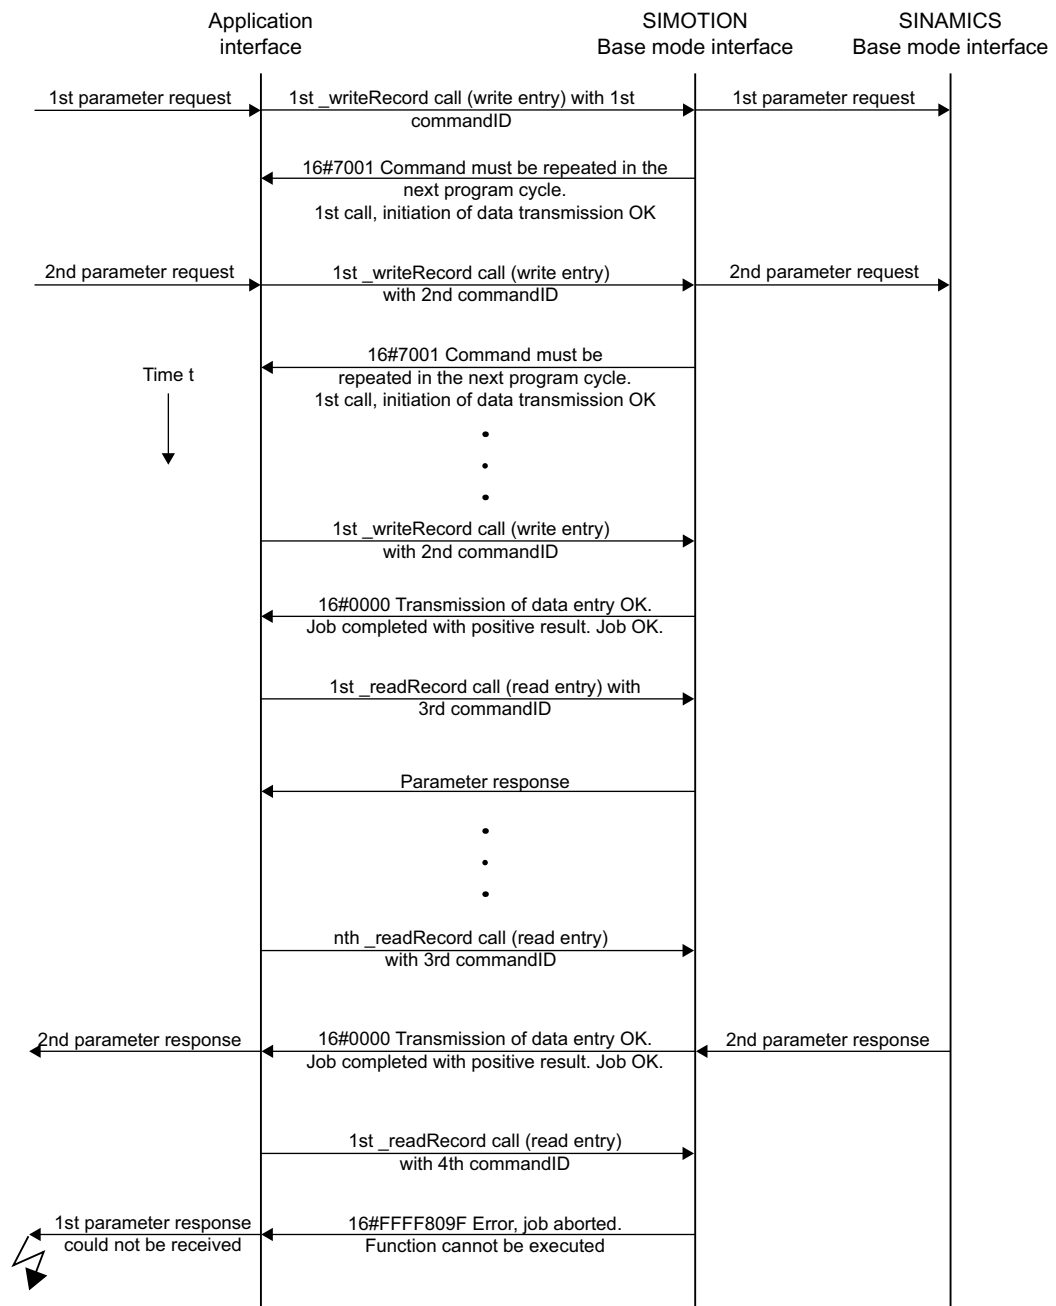 Application
interface
SIMOTION
Base mode interface
SINAMICS
Base mode interface
1st parameter request
1st _writeRecord call (write entry) with 1st
commandID
1st parameter request
16#7001 Command must be repeated in the
next program cycle.
1st call, initiation of data transmission OK
2nd parameter request
1st _writeRecord call (write entry)
with 2nd commandID
2nd parameter request
16#7001 Command must be
repeated in the next program cycle.
1st call, initiation of data transmission OK
Time t
1st _writeRecord call (write entry)
with 2nd commandID
16#0000 Transmission of data entry OK.
Job completed with positive result. Job OK.
1st _readRecord call (read entry) with
3rd commandID
Parameter response
nth _readRecord call (read entry)
with 3rd commandID
2nd parameter response
16#0000 Transmission of data entry OK.
Job completed with positive result. Job OK.
2nd parameter response
1st _readRecord call (read entry)
with 4th commandID
1st parameter response
could not be received
16#FFFF809F Error, job aborted.
Function cannot be executed